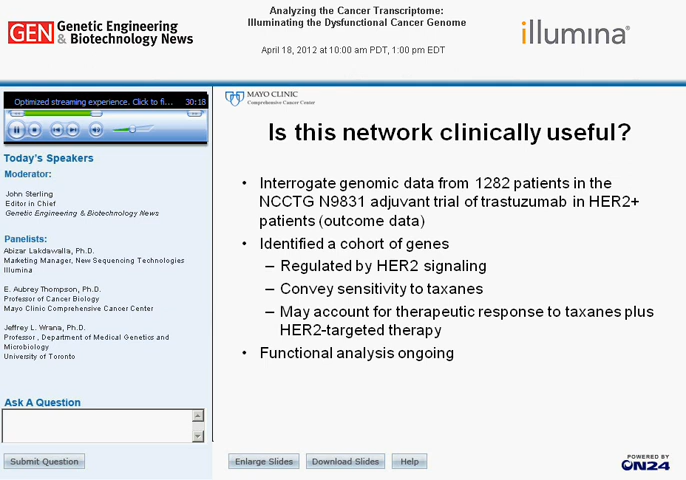 GEN Genetic Engineering
& Biotechnology News
Analyzing the Cancer Transcriptome:
Illuminating the Dysfunctional Cancer Genome
April 18, 2012 at 10:00 am PDT, 1:00 pm EDT
illumina®
Optimized streaming experience. Click to fi... 30:18
Today's Speakers
Moderator:
John Sterling
Editor in Chief
Genetic Engineering & Biotechnology News
Panelists:
Abizar Lakdawalla, Ph.D.
Marketing Manager, New Sequencing Technologies
Illumina
E. Aubrey Thompson, Ph.D.
Professor of Cancer Biology
Mayo Clinic Comprehensive Cancer Center
Jeffrey L. Wrana, Ph.D.
Professor , Department of Medical Genetics and
Microbiology
University of Toronto
Ask A Question
Submit Question
MAYO CLINIC
Comprehensive Cancer Center
Is this network clinically useful?
• Interrogate genomic data from 1282 patients in the
NCCTG N9831 adjuvant trial of trastuzumab in HER2+
patients (outcome data)
• Identified a cohort of genes
– Regulated by HER2 signaling
– Convey sensitivity to taxanes
– May account for therapeutic response to taxanes plus
HER2-targeted therapy
• Functional analysis ongoing
Enlarge Slides
Download Slides
Help
POWERED BY
ON24